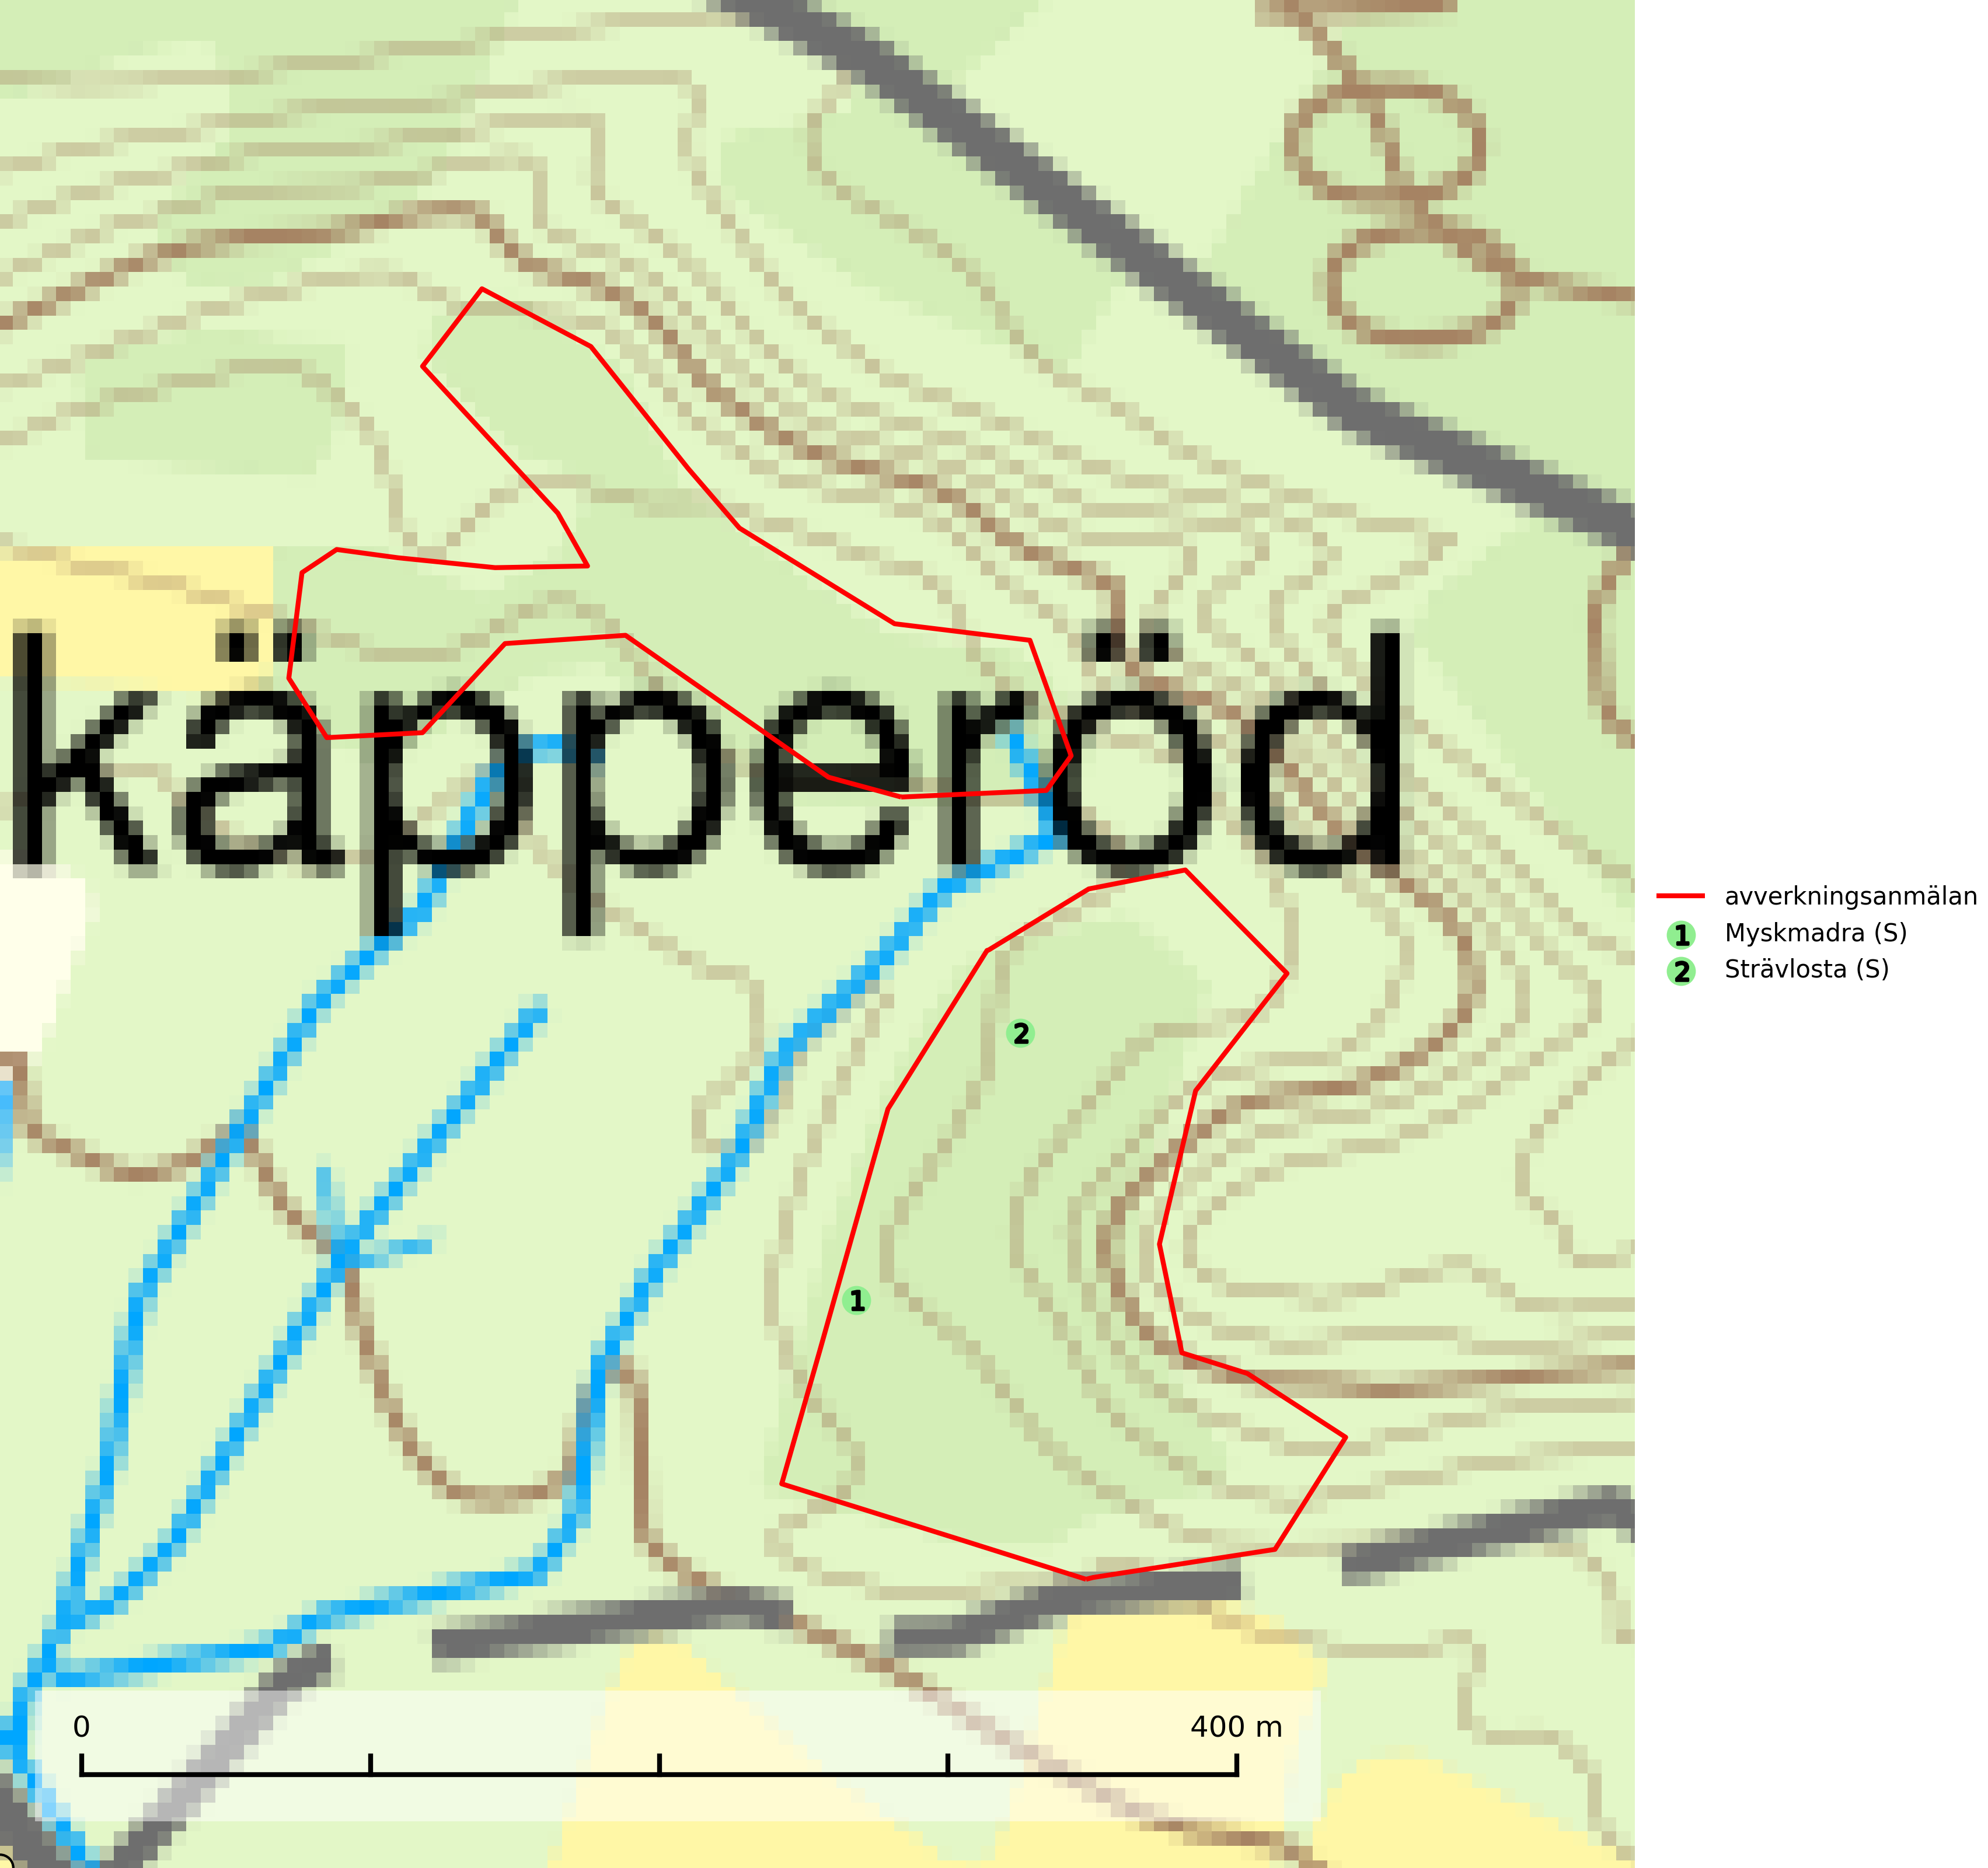 käpperöd
avverkningsanmälan
1 Myskmadra (S)
2 Strävlosta (S)
2
1
0 400 m